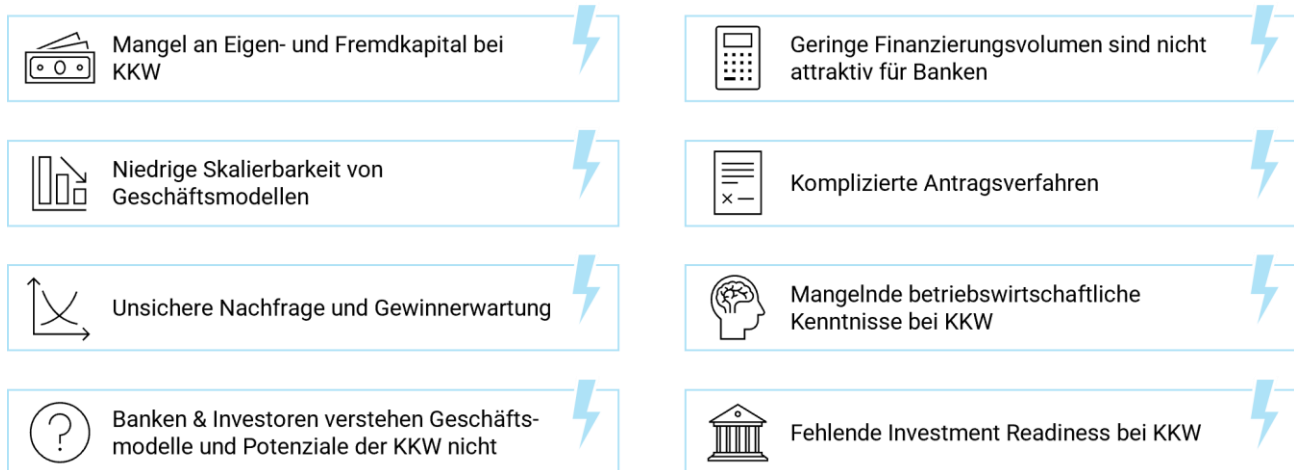 Mangel an Eigen- und Fremdkapital bei
KKW
Geringe Finanzierungsvolumen sind nicht
attraktiv für Banken
Niedrige Skalierbarkeit von
Geschäftsmodellen
Komplizierte Antragsverfahren
Unsichere Nachfrage und Gewinnerwartung
Mangelnde betriebswirtschaftliche
Kenntnisse bei KKW
Banken & Investoren verstehen Geschäfts-
modelle und Potenziale der KKW nicht
Fehlende Investment Readiness bei KKW